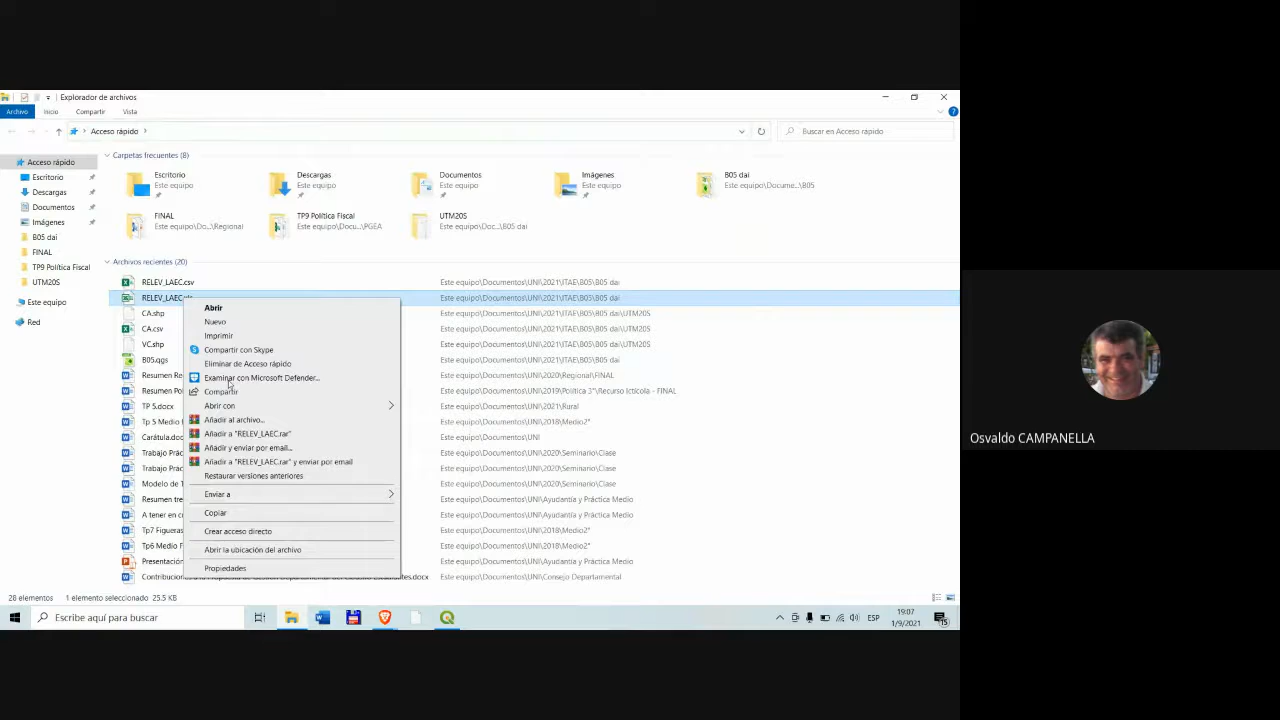 Explorador de archivos
Archivo Inicio Compartir Vista
Acceso rápido
Buscar en Acceso rápido
Acceso rápido
Escritorio
Descargas
Documentos
Imágenes
B05 dai
FINAL
TP9 Política Fiscal
UTM20S
Este equipo
Red
Carpetas frecuentes (8)
Escritorio
Este equipo
Descargas
Este equipo
Documentos
Este equipo
Imágenes
Este equipo
B05 dai
Este equipo\Docume...\B05
FINAL
Este equipo\Do...\Regional
TP9 Política Fiscal
Este equipo\Docu...\PGEA
UTM20S
Este equipo\Doc...\B05 dai
Archivos recientes (20)
RELEV_LAEC.csv Este equipo\Documentos\UNI\2021\ITAE\B05\B05 dai
RELEV_LAEC Este equipo\Documentos\UNI\2021\ITAE\B05\B05 dai
CA.shp Este equipo\Documentos\UNI\2021\ITAE\B05\B05 dai\UTM20S
CA.csv Este equipo\Documentos\UNI\2021\ITAE\B05\B05 dai\UTM20S
VC.shp Este equipo\Documentos\UNI\2021\ITAE\B05\B05 dai\UTM20S
B05.qgs Este equipo\Documentos\UNI\2021\ITAE\B05\B05 dai
Resumen Re Este equipo\Documentos\UNI\2020\Regional\FINAL
Resumen Po Este equipo\Documentos\UNI\2019\Política 3°\Recurso Ictícola - FINAL
TP 5.docx Este equipo\Documentos\UNI\2021\Rural
Tp 5 Medio Este equipo\Documentos\UNI\2018\Medio2°
Carátula.doc Este equipo\Documentos\UNI
Trabajo Prác Este equipo\Documentos\UNI\2020\Seminario\Clase
Trabajo Prác Este equipo\Documentos\UNI\2020\Seminario\Clase
Modelo de T Este equipo\Documentos\UNI\2020\Seminario\Clase
Resumen tre Este equipo\Documentos\UNI\Ayudantía y Práctica Medio
A tener en c Este equipo\Documentos\UNI\Ayudantía y Práctica Medio
Tp7 Figueras Este equipo\Documentos\UNI\2018\Medio2°
Tp6 Medio F Este equipo\Documentos\UNI\2018\Medio2°
Presentación Este equipo\Documentos\UNI\Ayudantía y Práctica Medio
Este equipo\Documentos\UNI\Consejo Departamental
Abrir
Nuevo
Imprimir
Compartir con Skype
Eliminar de Acceso rápido
Examinar con Microsoft Defender...
Compartir
Abrir con
Añadir al archivo...
Añadir a "RELEV_LAEC.rar"
Añadir y enviar por email...
Añadir a "RELEV_LAEC.rar" y enviar por email
Restaurar versiones anteriores
Enviar a
Copiar
Crear acceso directo
Abrir la ubicación del archivo
Propiedades
28 elementos 1 elemento seleccionado 25.5 KB
Escribe aquí para buscar
ESP
19:07
1/9/2021
15
Osvaldo CAMPANELLA